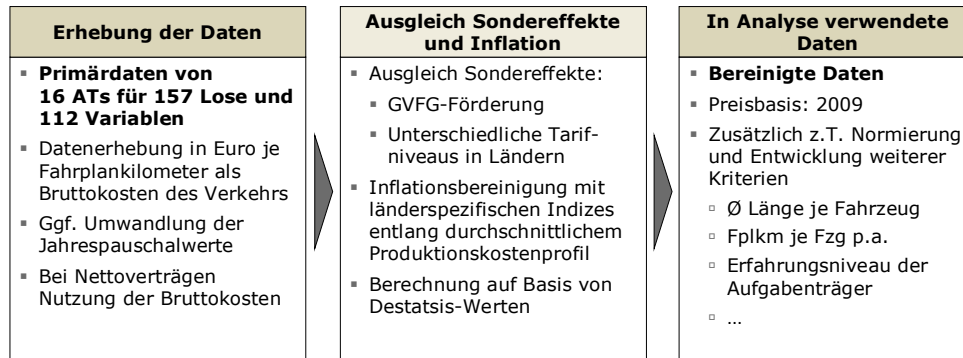 Erhebung der Daten
▪ Primärdaten von
16 ATs für 157 Lose und
112 Variablen
▪ Datenerhebung in Euro je
Fahrplankilometer als
Bruttokosten des Verkehrs
▪ Ggf. Umwandlung der
Jahrespauschalwerte
▪ Bei Nettoverträgen
Nutzung der Bruttokosten
Ausgleich Sondereffekte
und Inflation
▪ Ausgleich Sondereffekte:
▪ GVFG-Förderung
▪ Unterschiedliche Tarif-
niveaus in Ländern
▪ Inflationsbereinigung mit
länderspezifischen Indizes
entlang durchschnittlichem
Produktionskostenprofil
▪ Berechnung auf Basis von
Destatsis-Werten
In Analyse verwendete
Daten
▪ Bereinigte Daten
▪ Preisbasis: 2009
▪ Zusätzlich z.T. Normierung
und Entwicklung weiterer
Kriterien
▫ Ø Länge je Fahrzeug
▫ Fplkm je Fzg p.a.
▫ Erfahrungsniveau der
Aufgabenträger
▫ ...